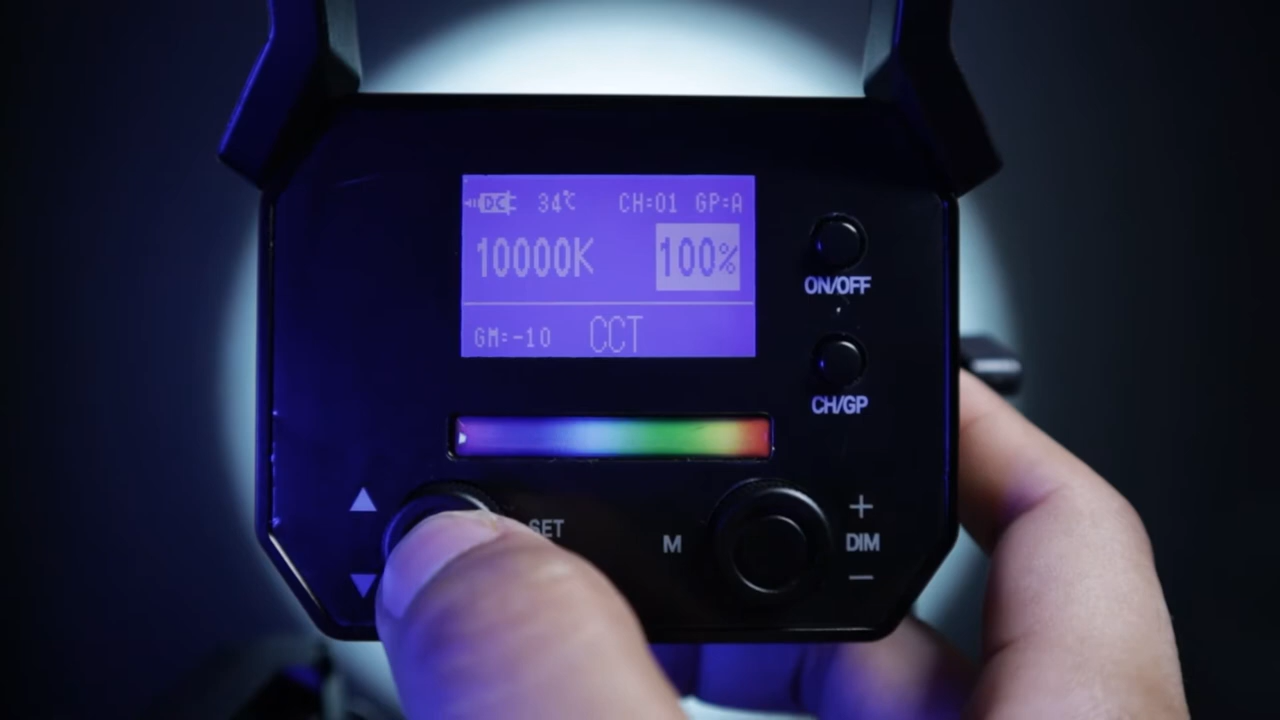 DC 34℃ CH:01 GP:A
10000K 100%
GM:-10 CCT
ON/OFF
CH/GP
SET
M
+
DIM
−